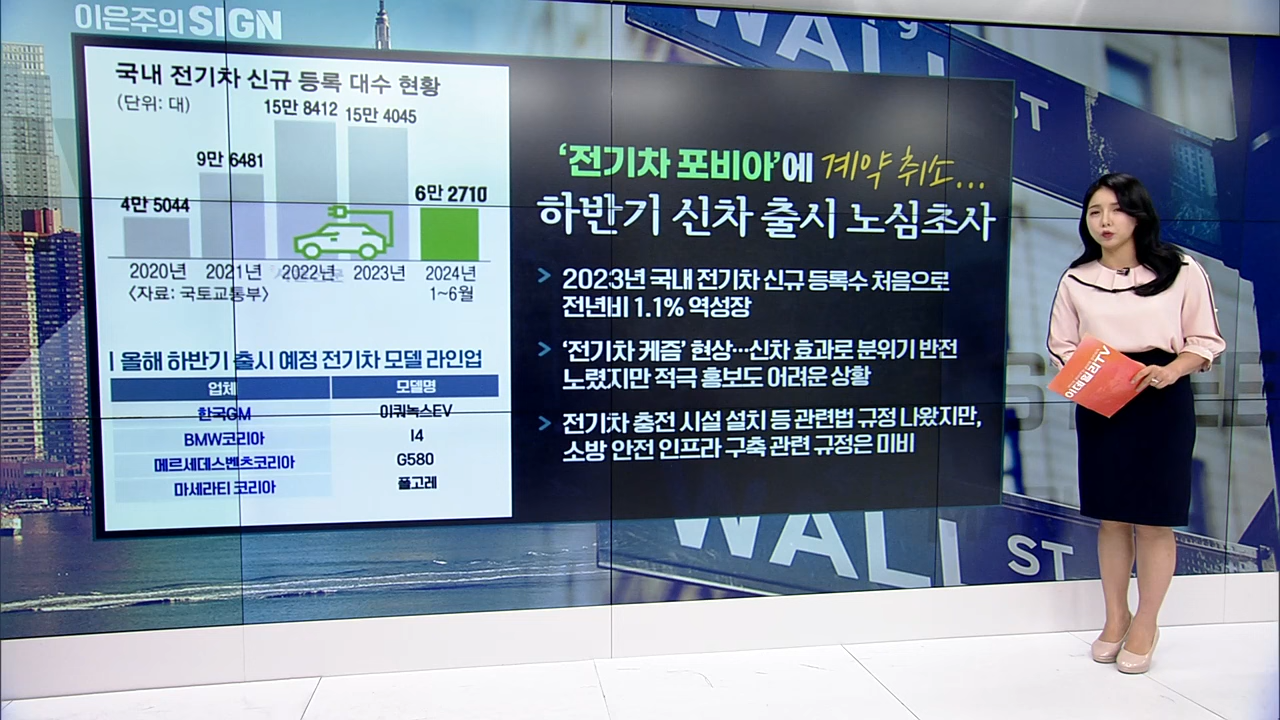 이은주의 SIGN
국내 전기차 신규 등록 대수 현황
(단위: 대)
4만 5044
9만 6481
15만 8412
15만 4045
6만 2710
2020년
2021년
2022년
2023년
2024년
1~6월
〈자료: 국토교통부〉
올해 하반기 출시 예정 전기차 모델 라인업
업체 모델명
한국GM 이쿼녹스EV
BMW코리아 I4
메르세데스벤츠코리아 G580
마세라티 코리아 폴고레
'전기차 포비아'에 계약 취소...
하반기 신차 출시 노심초사
> 2023년 국내 전기차 신규 등록수 처음으로
전년비 1.1% 역성장
> '전기차 케즘' 현상…신차 효과로 분위기 반전
노렸지만 적극 홍보도 어려운 상황
> 전기차 충전 시설 설치 등 관련법 규정 나왔지만,
소방 안전 인프라 구축 관련 규정은 미비
WALL
ST
WALL ST
이데일리TV